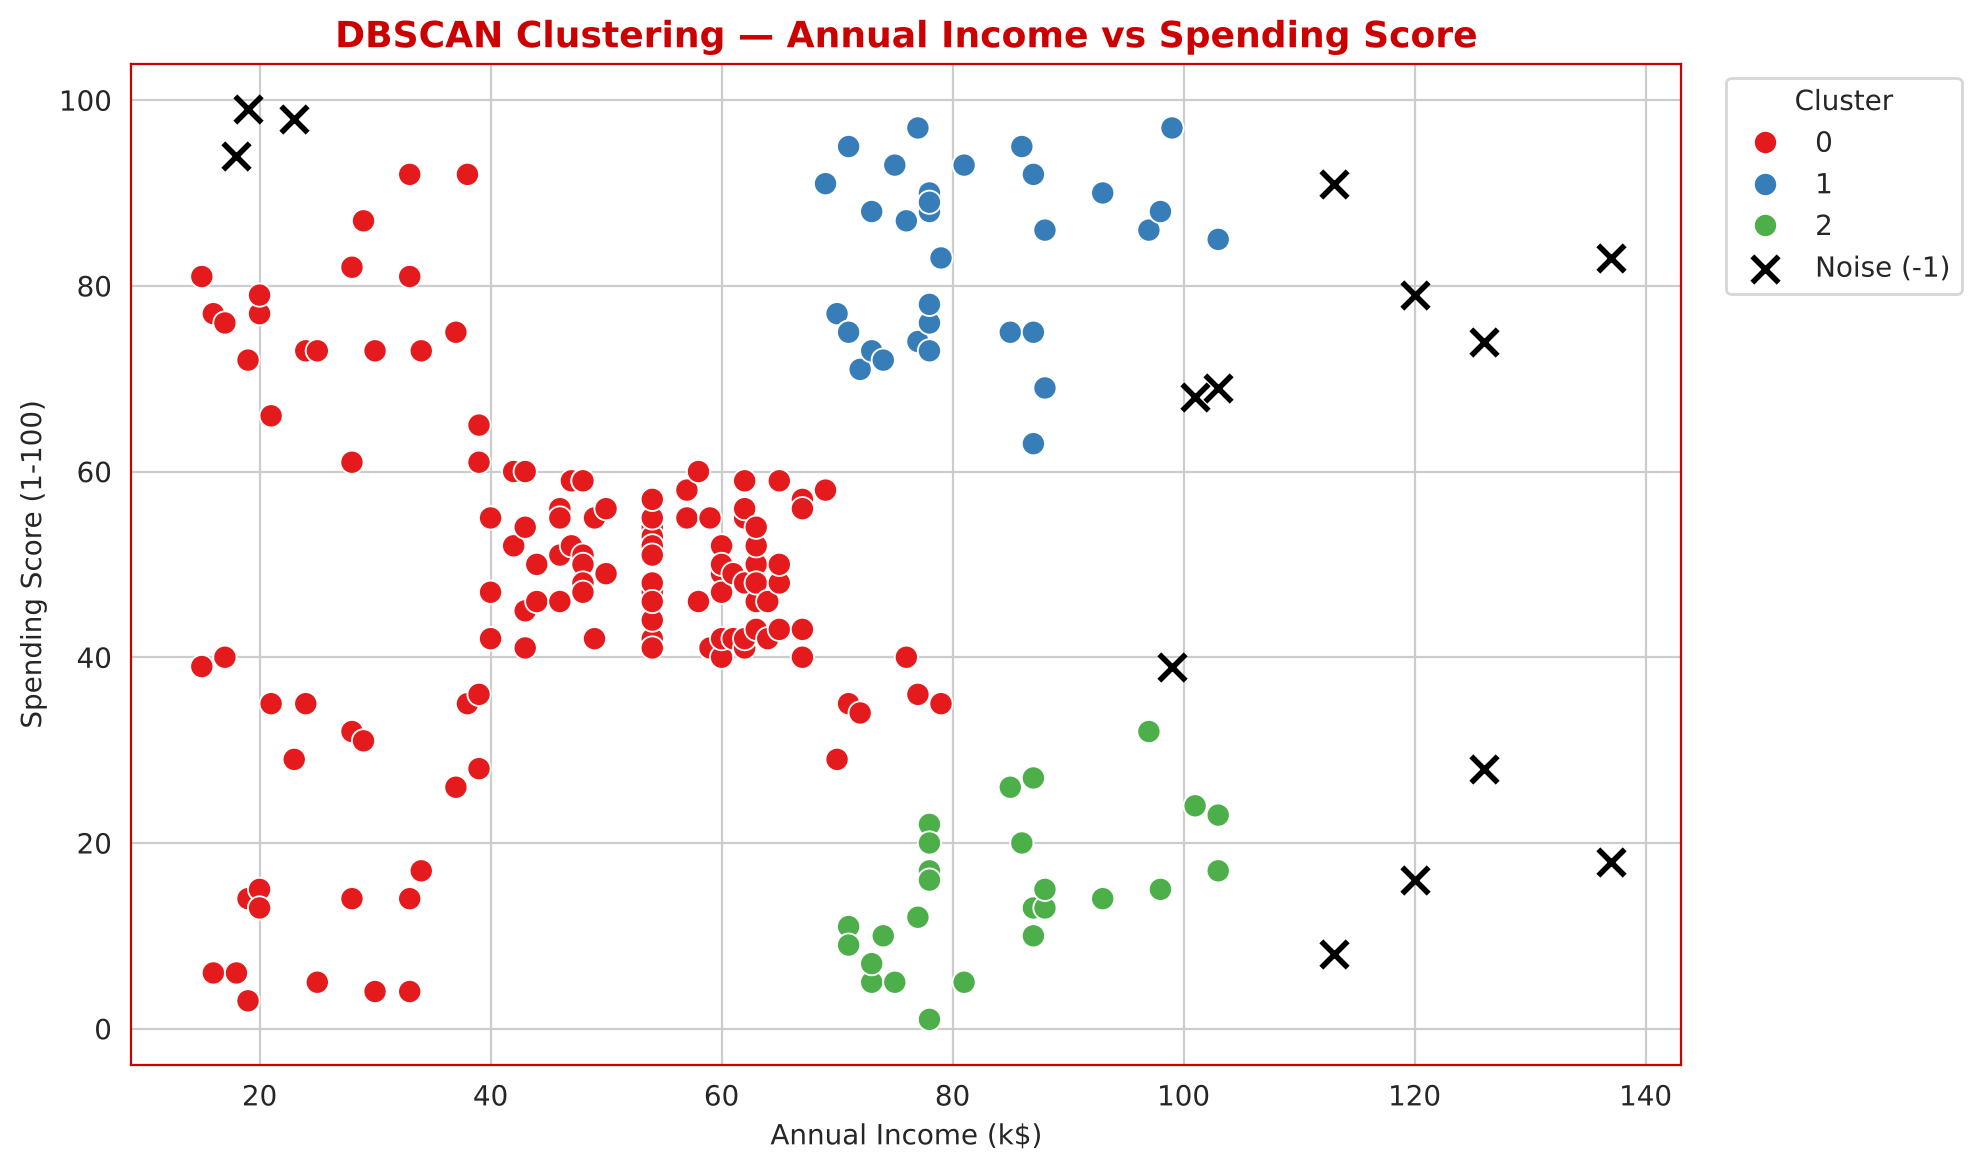 DBSCAN Clustering — Annual Income vs Spending Score
Cluster
0
1
2
Noise (-1)
Spending Score (1-100)
100
80
60
40
20
0
20 40 60 80 100 120 140
Annual Income (k$)